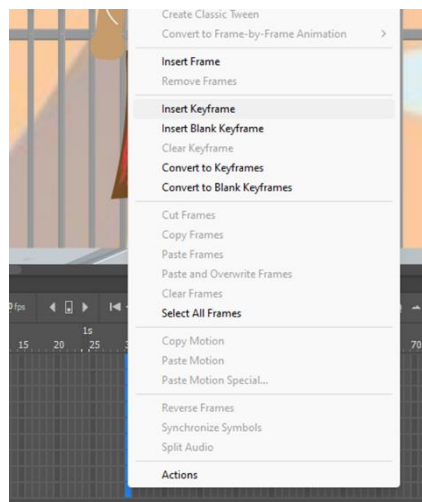 Create Classic Tween
Convert to Frame-by-Frame Animation >
Insert Frame
Remove Frames
Insert Keyframe
Insert Blank Keyframe
Clear Keyframe
Convert to Keyframes
Convert to Blank Keyframes
Cut Frames
Copy Frames
Paste Frames
Paste and Overwrite Frames
Clear Frames
Select All Frames
fps
1s
15 20 25 70
Copy Motion
Paste Motion
Paste Motion Special...
Reverse Frames
Synchronize Symbols
Split Audio
Actions